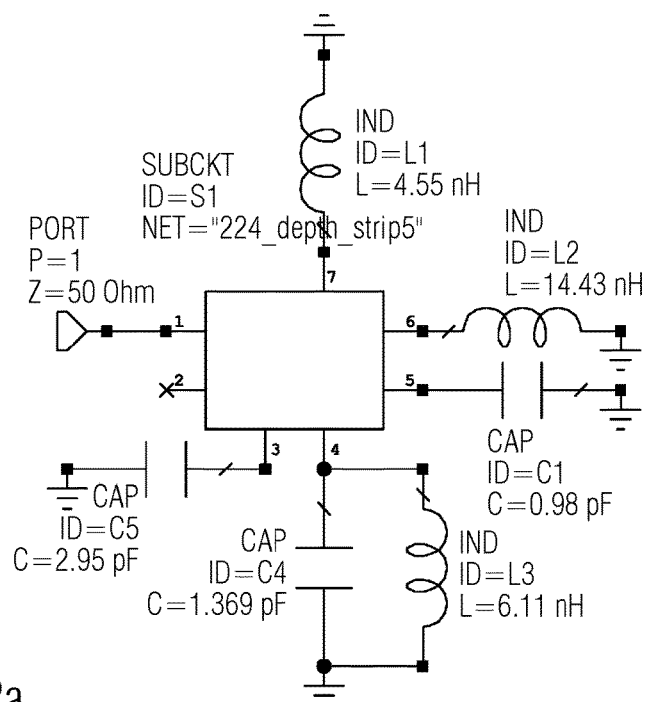 IND
ID=L1
L=4.55 nH
SUBCKT
ID=S1
NET="224_depth_strip5"
PORT
P=1
Z=50 Ohm
IND
ID=L2
L=14.43 nH
7
1
6
2
5
3
4
CAP
ID=C1
C=0.98 pF
CAP
ID=C5
C=2.95 pF
CAP
ID=C4
C=1.369 pF
IND
ID=L3
L=6.11 nH